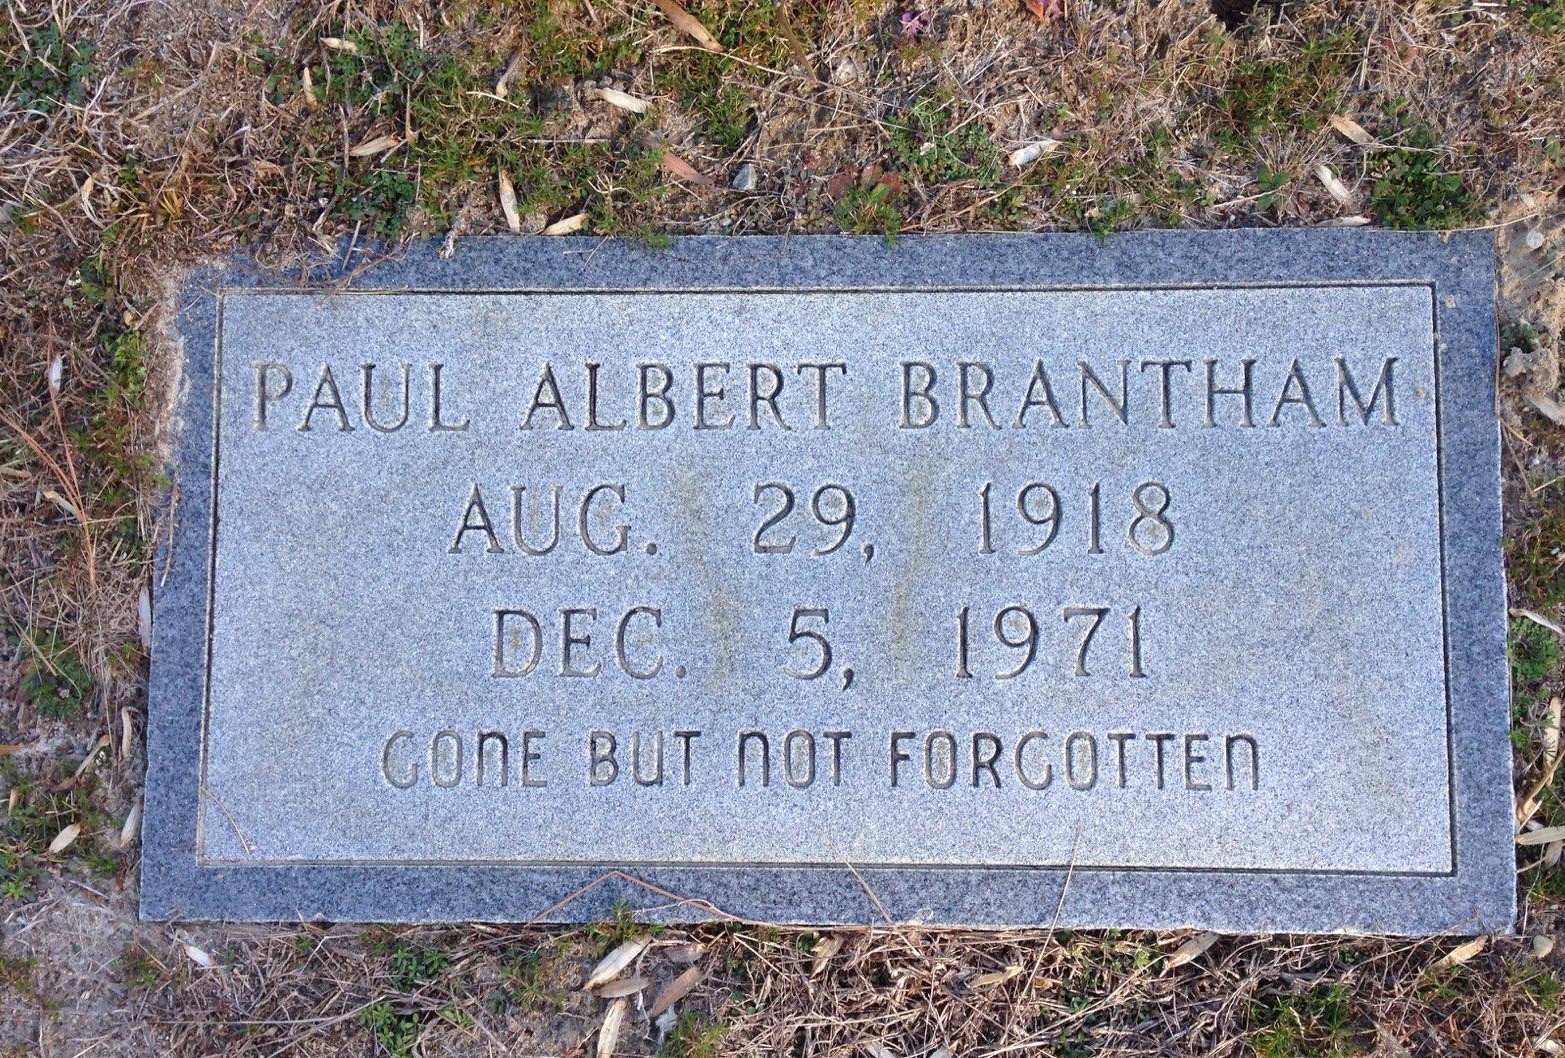 PAUL ALBERT BRANTHAM
AUG. 29, 1918
DEC. 5, 1971
GONE BUT NOT FORGOTTEN